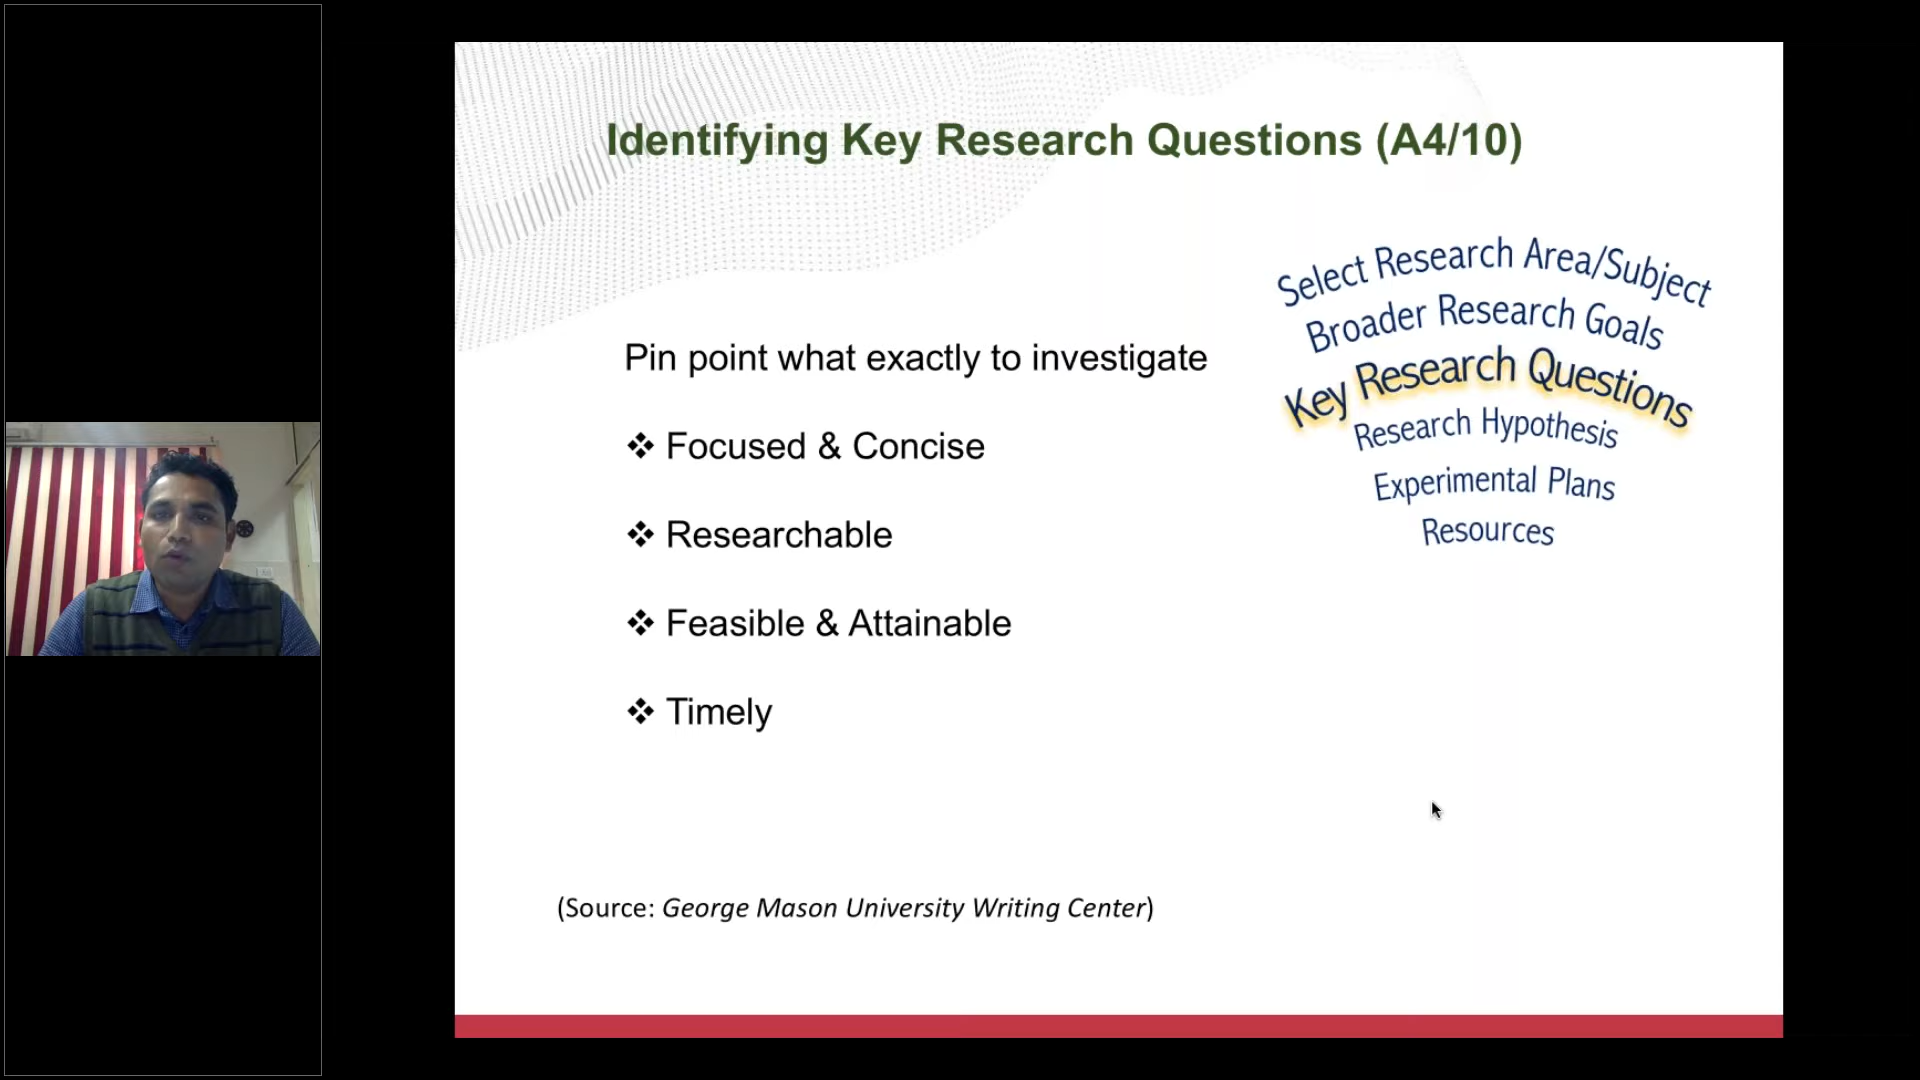 Identifying Key Research Questions (A4/10)
Select Research Area/Subject
Broader Research Goals
Key Research Questions
Research Hypothesis
Experimental Plans
Resources
Pin point what exactly to investigate
❖ Focused & Concise
❖ Researchable
❖ Feasible & Attainable
❖ Timely
(Source: George Mason University Writing Center)